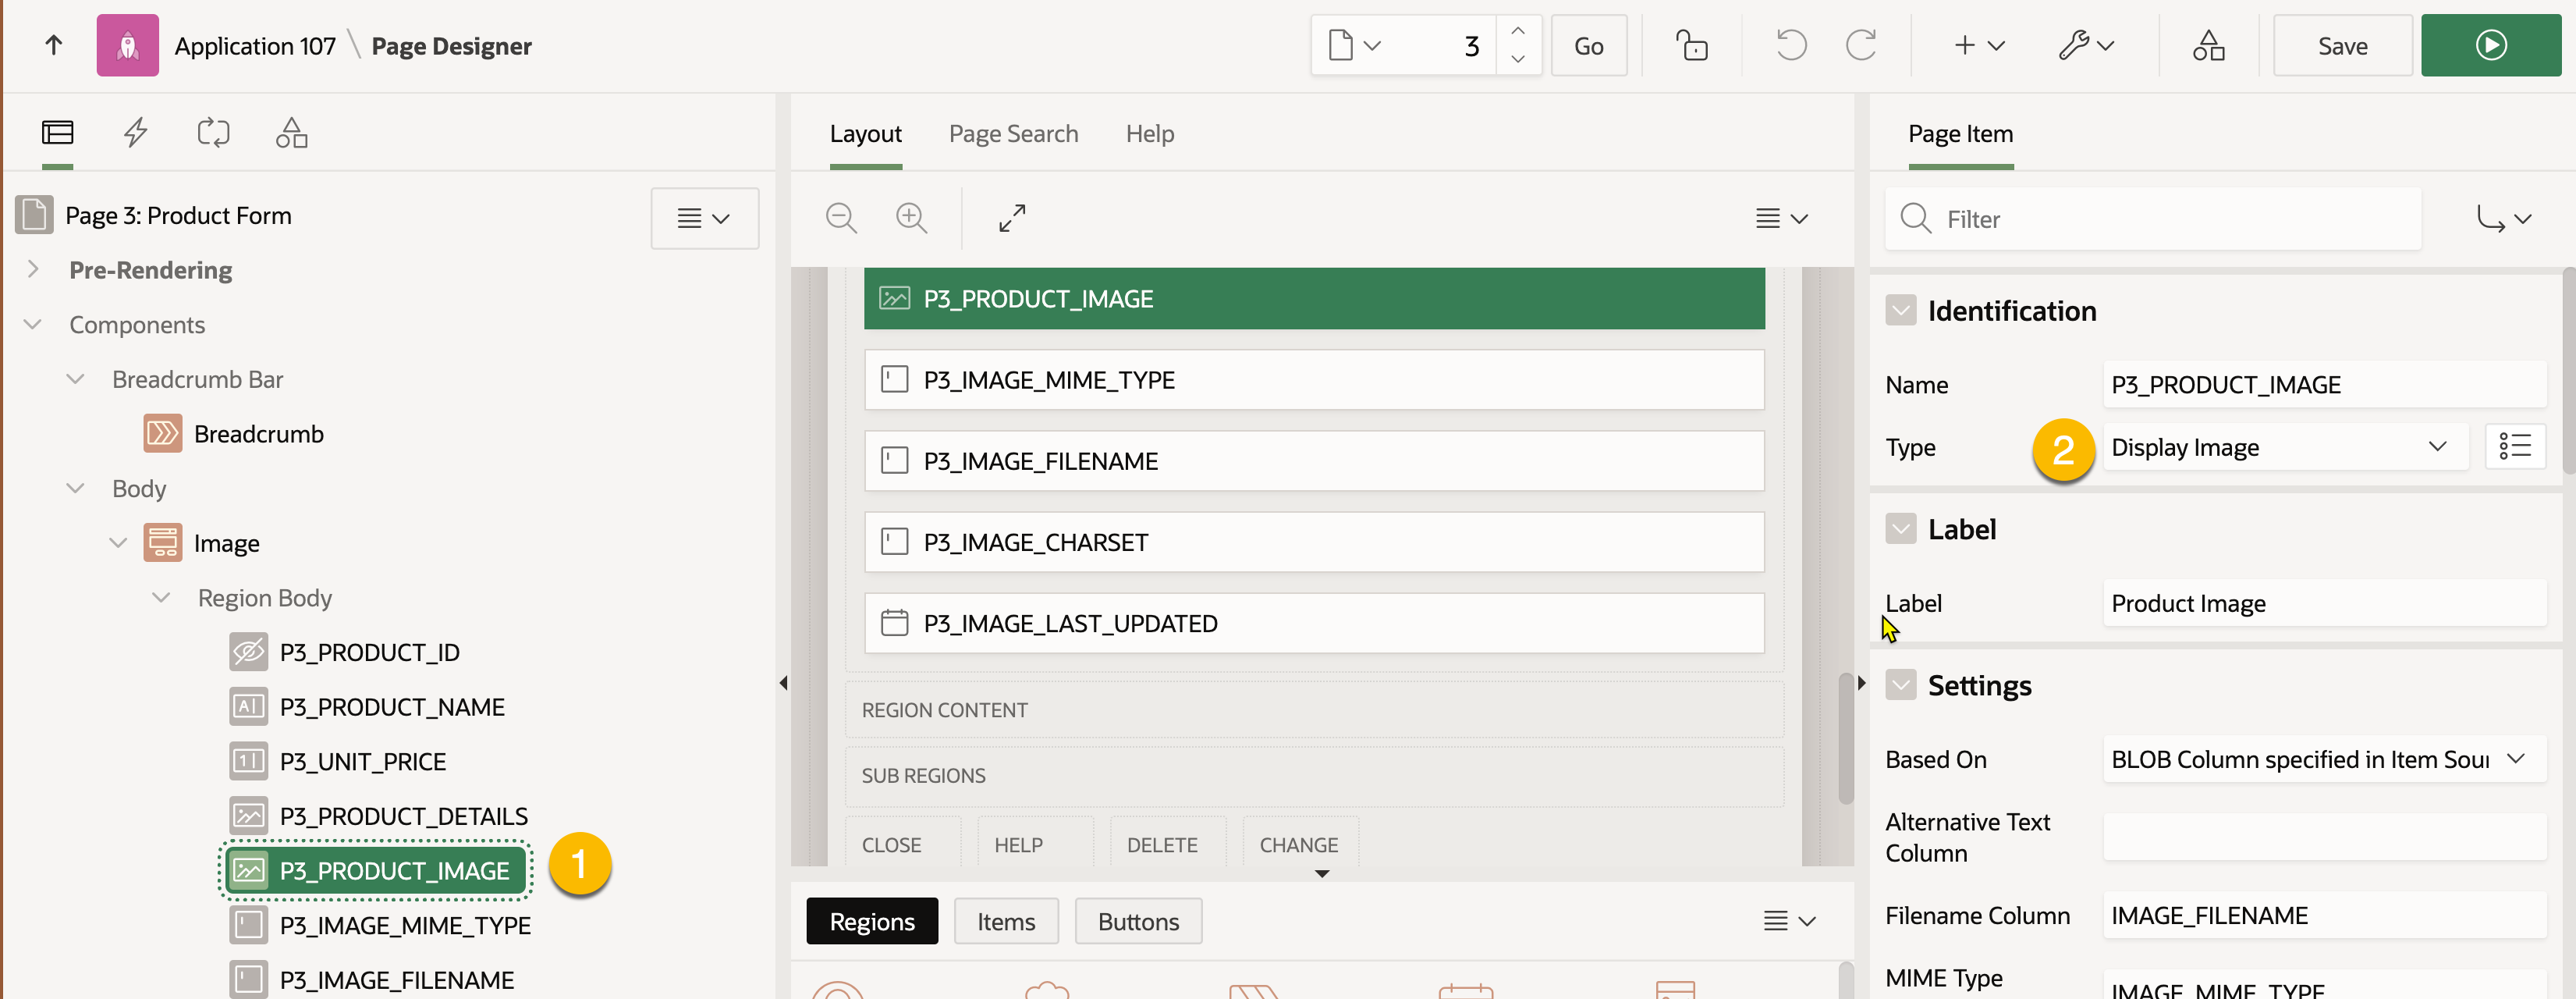 Application 107 \ Page Designer
3
Go
Save
Page 3: Product Form
Pre-Rendering
Components
Breadcrumb Bar
Breadcrumb
Body
Image
Region Body
P3_PRODUCT_ID
P3_PRODUCT_NAME
P3_UNIT_PRICE
P3_PRODUCT_DETAILS
P3_PRODUCT_IMAGE
1
P3_IMAGE_MIME_TYPE
P3_IMAGE_FILENAME
Layout Page Search Help
P3_PRODUCT_IMAGE
P3_IMAGE_MIME_TYPE
P3_IMAGE_FILENAME
P3_IMAGE_CHARSET
P3_IMAGE_LAST_UPDATED
REGION CONTENT
SUB REGIONS
CLOSE HELP DELETE CHANGE
Regions Items Buttons
Page Item
Filter
Identification
Name P3_PRODUCT_IMAGE
Type 2 Display Image
Label
Label Product Image
Settings
Based On BLOB Column specified in Item Sour
Alternative Text
Column
Filename Column IMAGE_FILENAME
MIME Type
IMAGE_MIME_TYPE